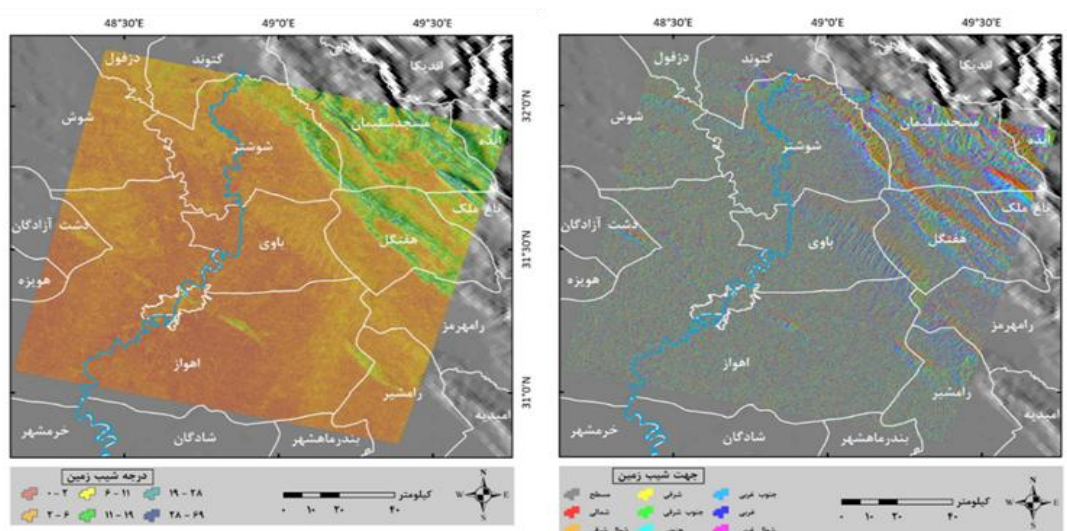 48°30'E 49°0'E 49°30'E
دزفول
گتوند
اندیکا
32°0'N
شوش
مسجدسلیمان
ایذه
شوشتر
باغ ملک
دشت آزادگان
باوی
هفتگل
31°30'N
هویزه
رامهرمز
اهواز
رامشیر
31°0'N
امیدیه
خرمشهر
شادگان
بندرماهشهر
درجه شیب زمین
۰ - ۲
۶ - ۱۱
۱۹ - ۲۸
۲ - ۶
۱۱ - ۱۹
۲۸ - ۶۹
کیلومتر
۰ ۱۰ ۲۰ ۴۰
N
W E
S
48°30'E 49°0'E 49°30'E
دزفول
گتوند
اندیکا
32°0'N
شوش
مسجدسلیمان
ایذه
شوشتر
باغ ملک
دشت آزادگان
باوی
هفتگل
31°30'N
هویزه
رامهرمز
اهواز
رامشیر
31°0'N
امیدیه
خرمشهر
شادگان
بندرماهشهر
جهت شیب زمین
مسطح
شرقی
جنوب غربی
شمالی
جنوب شرقی
غربی
کیلومتر
۰ ۱۰ ۲۰ ۴۰
N
W E
S